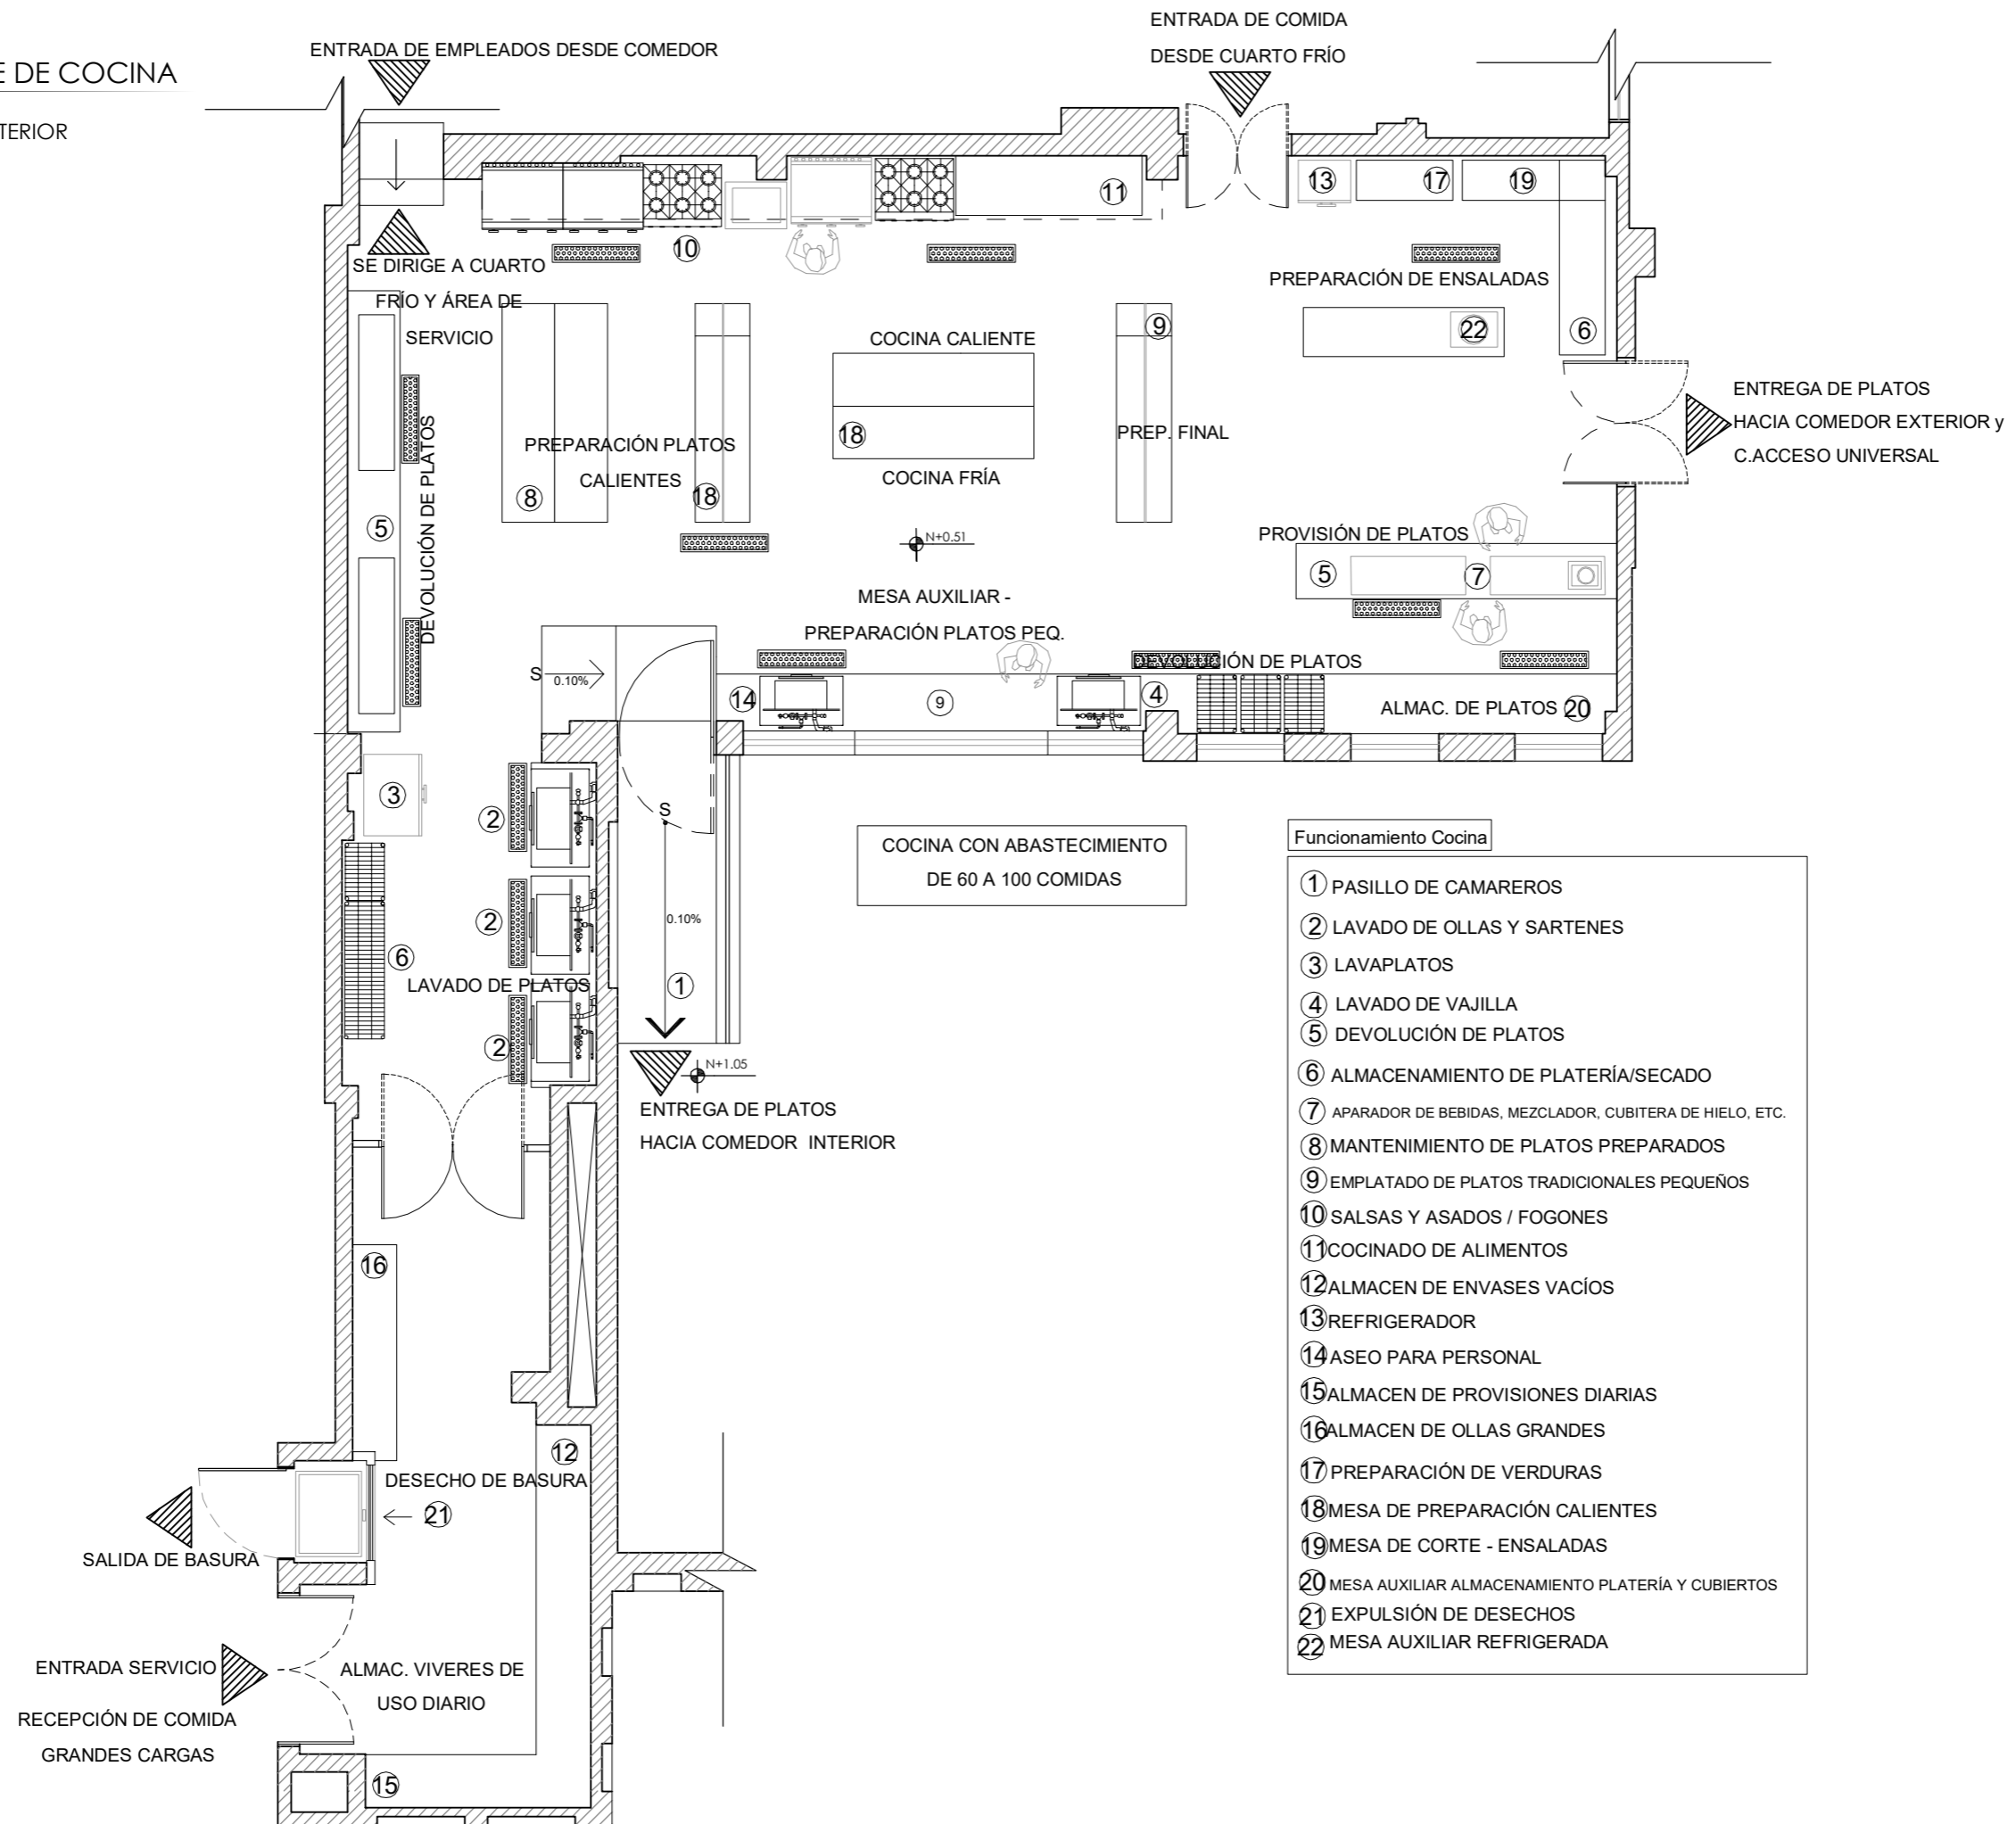 E DE COCINA
TERIOR
ENTRADA DE EMPLEADOS DESDE COMEDOR
ENTRADA DE COMIDA
DESDE CUARTO FRÍO
SE DIRIGE A CUARTO
FRÍO Y ÁREA DE
SERVICIO
10
11
13
17
19
PREPARACIÓN DE ENSALADAS
22
6
9
COCINA CALIENTE
18
COCINA FRÍA
PREPARACIÓN PLATOS
CALIENTES
8
18
PREP. FINAL
ENTREGA DE PLATOS
HACIA COMEDOR EXTERIOR y
C.ACCESO UNIVERSAL
DEVOLUCIÓN DE PLATOS
5
N+0.51
PROVISIÓN DE PLATOS
5
7
MESA AUXILIAR -
PREPARACIÓN PLATOS PEQ.
DEVOLUCIÓN DE PLATOS
S
0.10%
14
9
4
ALMAC. DE PLATOS
20
3
2
2
2
6
LAVADO DE PLATOS
S
0.10%
1
N+1.05
ENTREGA DE PLATOS
HACIA COMEDOR INTERIOR
COCINA CON ABASTECIMIENTO
DE 60 A 100 COMIDAS
16
12
DESECHO DE BASURA
21
SALIDA DE BASURA
ENTRADA SERVICIO
RECEPCIÓN DE COMIDA
GRANDES CARGAS
ALMAC. VIVERES DE
USO DIARIO
15
Funcionamiento Cocina
1 PASILLO DE CAMAREROS
2 LAVADO DE OLLAS Y SARTENES
3 LAVAPLATOS
4 LAVADO DE VAJILLA
5 DEVOLUCIÓN DE PLATOS
6 ALMACENAMIENTO DE PLATERÍA/SECADO
7 APARADOR DE BEBIDAS, MEZCLADOR, CUBITERA DE HIELO, ETC.
8 MANTENIMIENTO DE PLATOS PREPARADOS
9 EMPLATADO DE PLATOS TRADICIONALES PEQUEÑOS
10 SALSAS Y ASADOS / FOGONES
11 COCINADO DE ALIMENTOS
12 ALMACEN DE ENVASES VACÍOS
13 REFRIGERADOR
14 ASEO PARA PERSONAL
15 ALMACEN DE PROVISIONES DIARIAS
16 ALMACEN DE OLLAS GRANDES
17 PREPARACIÓN DE VERDURAS
18 MESA DE PREPARACIÓN CALIENTES
19 MESA DE CORTE - ENSALADAS
20 MESA AUXILIAR ALMACENAMIENTO PLATERÍA Y CUBIERTOS
21 EXPULSIÓN DE DESECHOS
22 MESA AUXILIAR REFRIGERADA